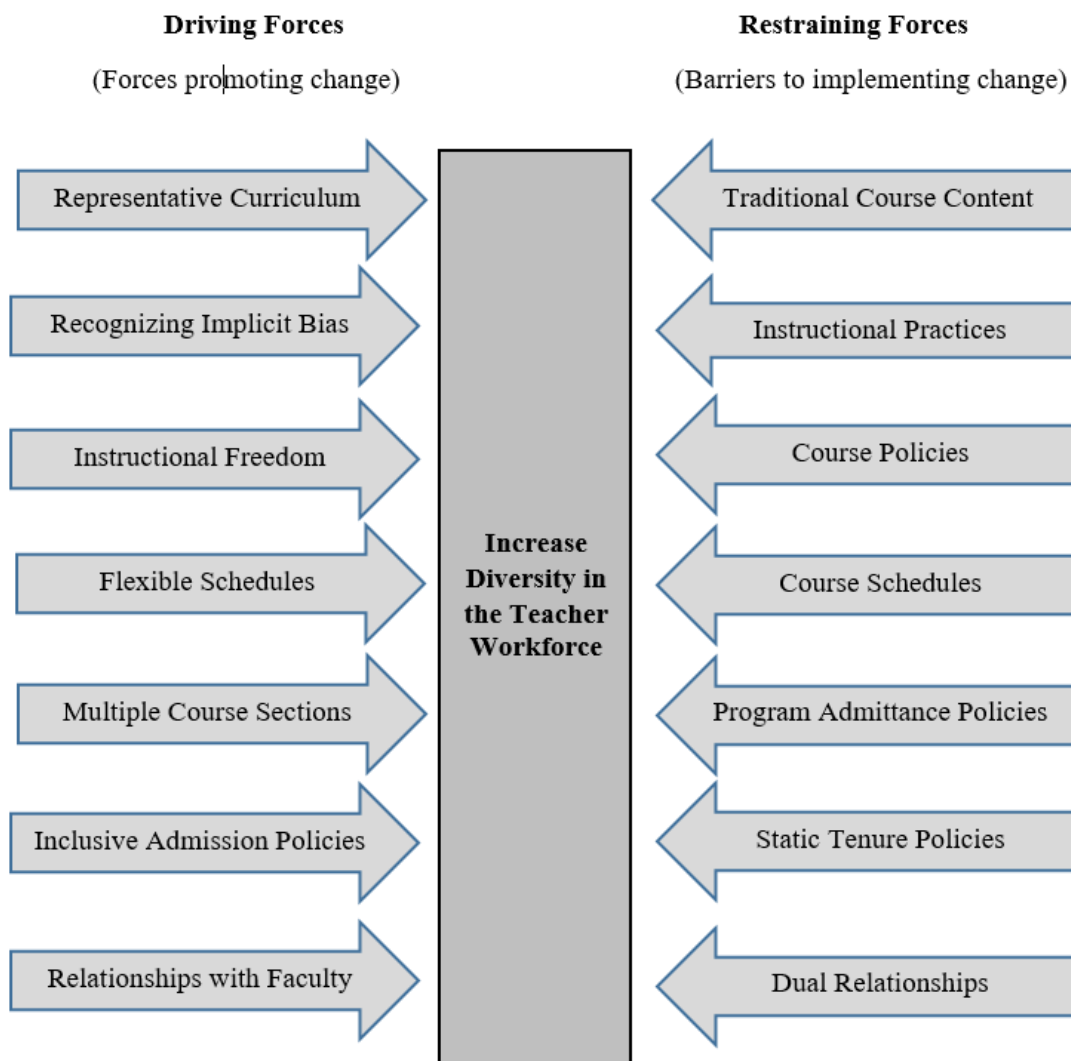 Driving Forces
(Forces promoting change)
Restraining Forces
(Barriers to implementing change)
Representative Curriculum
Recognizing Implicit Bias
Instructional Freedom
Flexible Schedules
Multiple Course Sections
Inclusive Admission Policies
Relationships with Faculty
Increase
Diversity in
the Teacher
Workforce
Traditional Course Content
Instructional Practices
Course Policies
Course Schedules
Program Admittance Policies
Static Tenure Policies
Dual Relationships